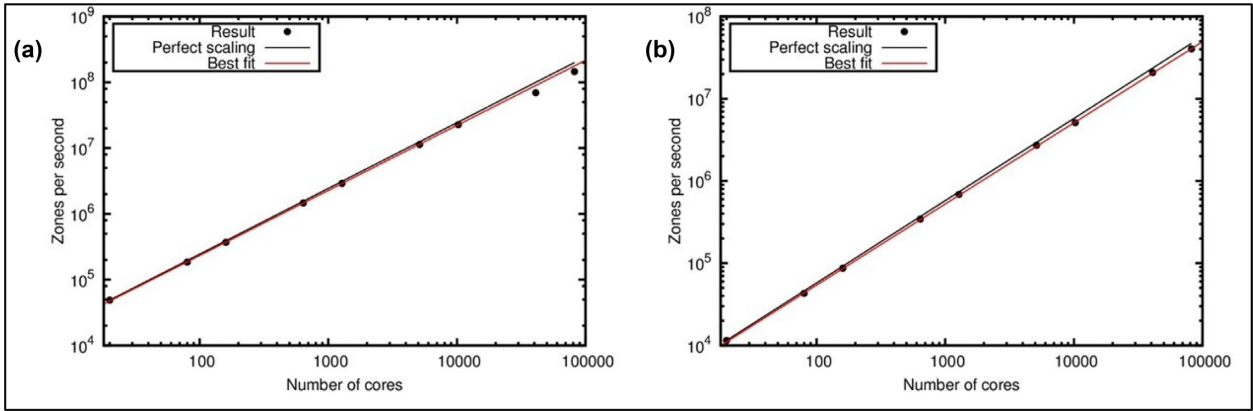 (a)
Result
Perfect scaling
Best fit
10^9
10^8
10^7
10^6
10^5
10^4
Zones per second
100 1000 10000 100000
Number of cores
(b)
Result
Perfect scaling
Best fit
10^8
10^7
10^6
10^5
10^4
Zones per second
100 1000 10000 100000
Number of cores